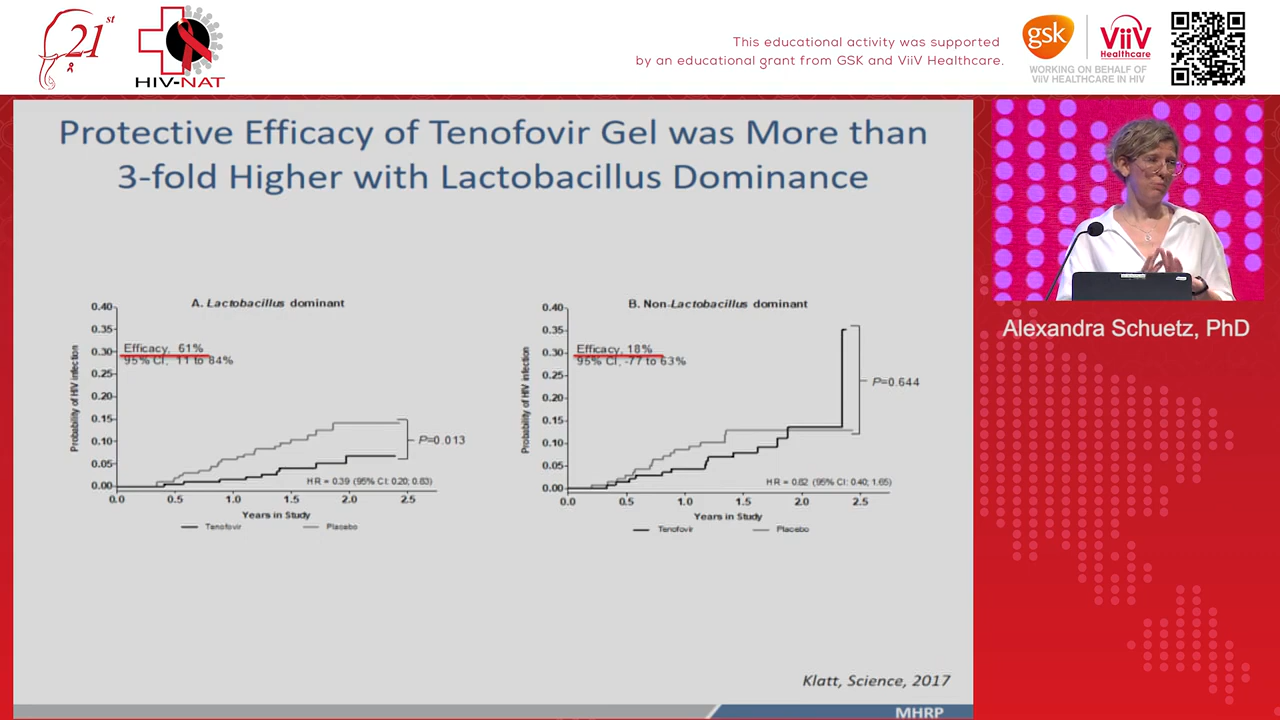 21st
HIV-NAT
This educational activity was supported
by an educational grant from GSK and ViiV Healthcare.
gsk
ViiV
Healthcare
WORKING ON BEHALF OF
ViiV HEALTHCARE IN HIV
Protective Efficacy of Tenofovir Gel was More than
3-fold Higher with Lactobacillus Dominance
A. Lactobacillus dominant
Efficacy, 61%
95% CI, 11 to 84%
Probability of HIV infection
0.40
0.35
0.30
0.25
0.20
0.15
0.10
0.05
0.00
P=0.013
HR = 0.39 (95% CI: 0.20; 0.83)
0.0 0.5 1.0 1.5 2.0 2.5
Years in Study
Tenofovir Placebo
B. Non-Lactobacillus dominant
Efficacy, 18%
95% CI, -77 to 63%
Probability of HIV infection
0.40
0.35
0.30
0.25
0.20
0.15
0.10
0.05
0.00
P=0.644
HR = 0.82 (95% CI: 0.40; 1.65)
0.0 0.5 1.0 1.5 2.0 2.5
Years in Study
Tenofovir Placebo
Klatt, Science, 2017
MHRP
Alexandra Schuetz, PhD